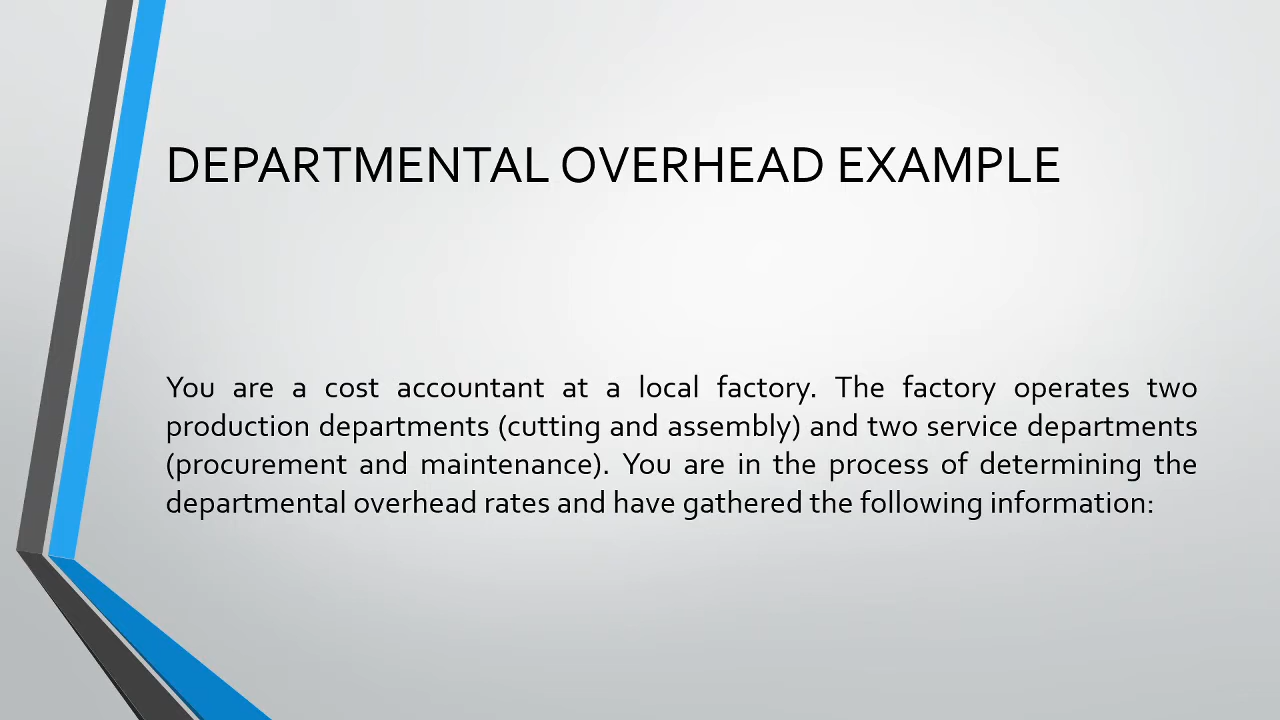 DEPARTMENTAL OVERHEAD EXAMPLE
You are a cost accountant at a local factory. The factory operates two
production departments (cutting and assembly) and two service departments
(procurement and maintenance). You are in the process of determining the
departmental overhead rates and have gathered the following information: